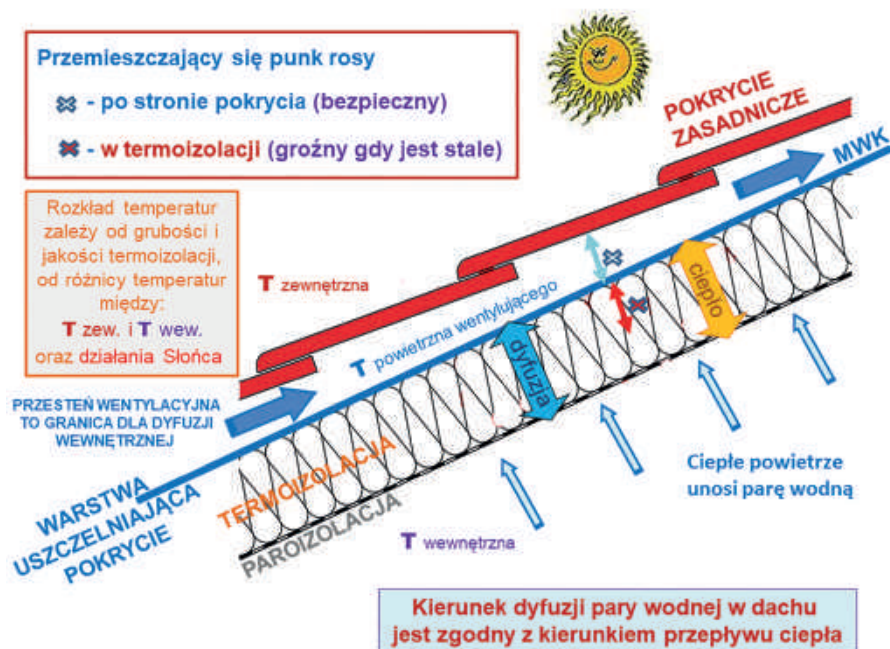 Przemieszczający się punk rosy
- po stronie pokrycia (bezpieczny)
- w termoizolacji (groźny gdy jest stale)
Rozkład temperatur
zależy od grubości i
jakości termoizolacji,
od różnicy temperatur
między:
T zew. i T wew.
oraz działania Słońca
POKRYCIE
ZASADNICZE
MWK
T zewnętrzna
T powietrzna wentylującego
ciepło
dyfuzja
PRZESTEŃ WENTYLACYJNA
TO GRANICA DLA DYFUZJI
WEWNĘTRZNEJ
WARSTWA
USZCZELNIAJĄCA
POKRYCIE
TERMOIZOLACJA
PAROIZOLACJA
T wewnętrzna
Ciepłe powietrze
unosi parę wodną
Kierunek dyfuzji pary wodnej w dachu
jest zgodny z kierunkiem przepływu ciepła